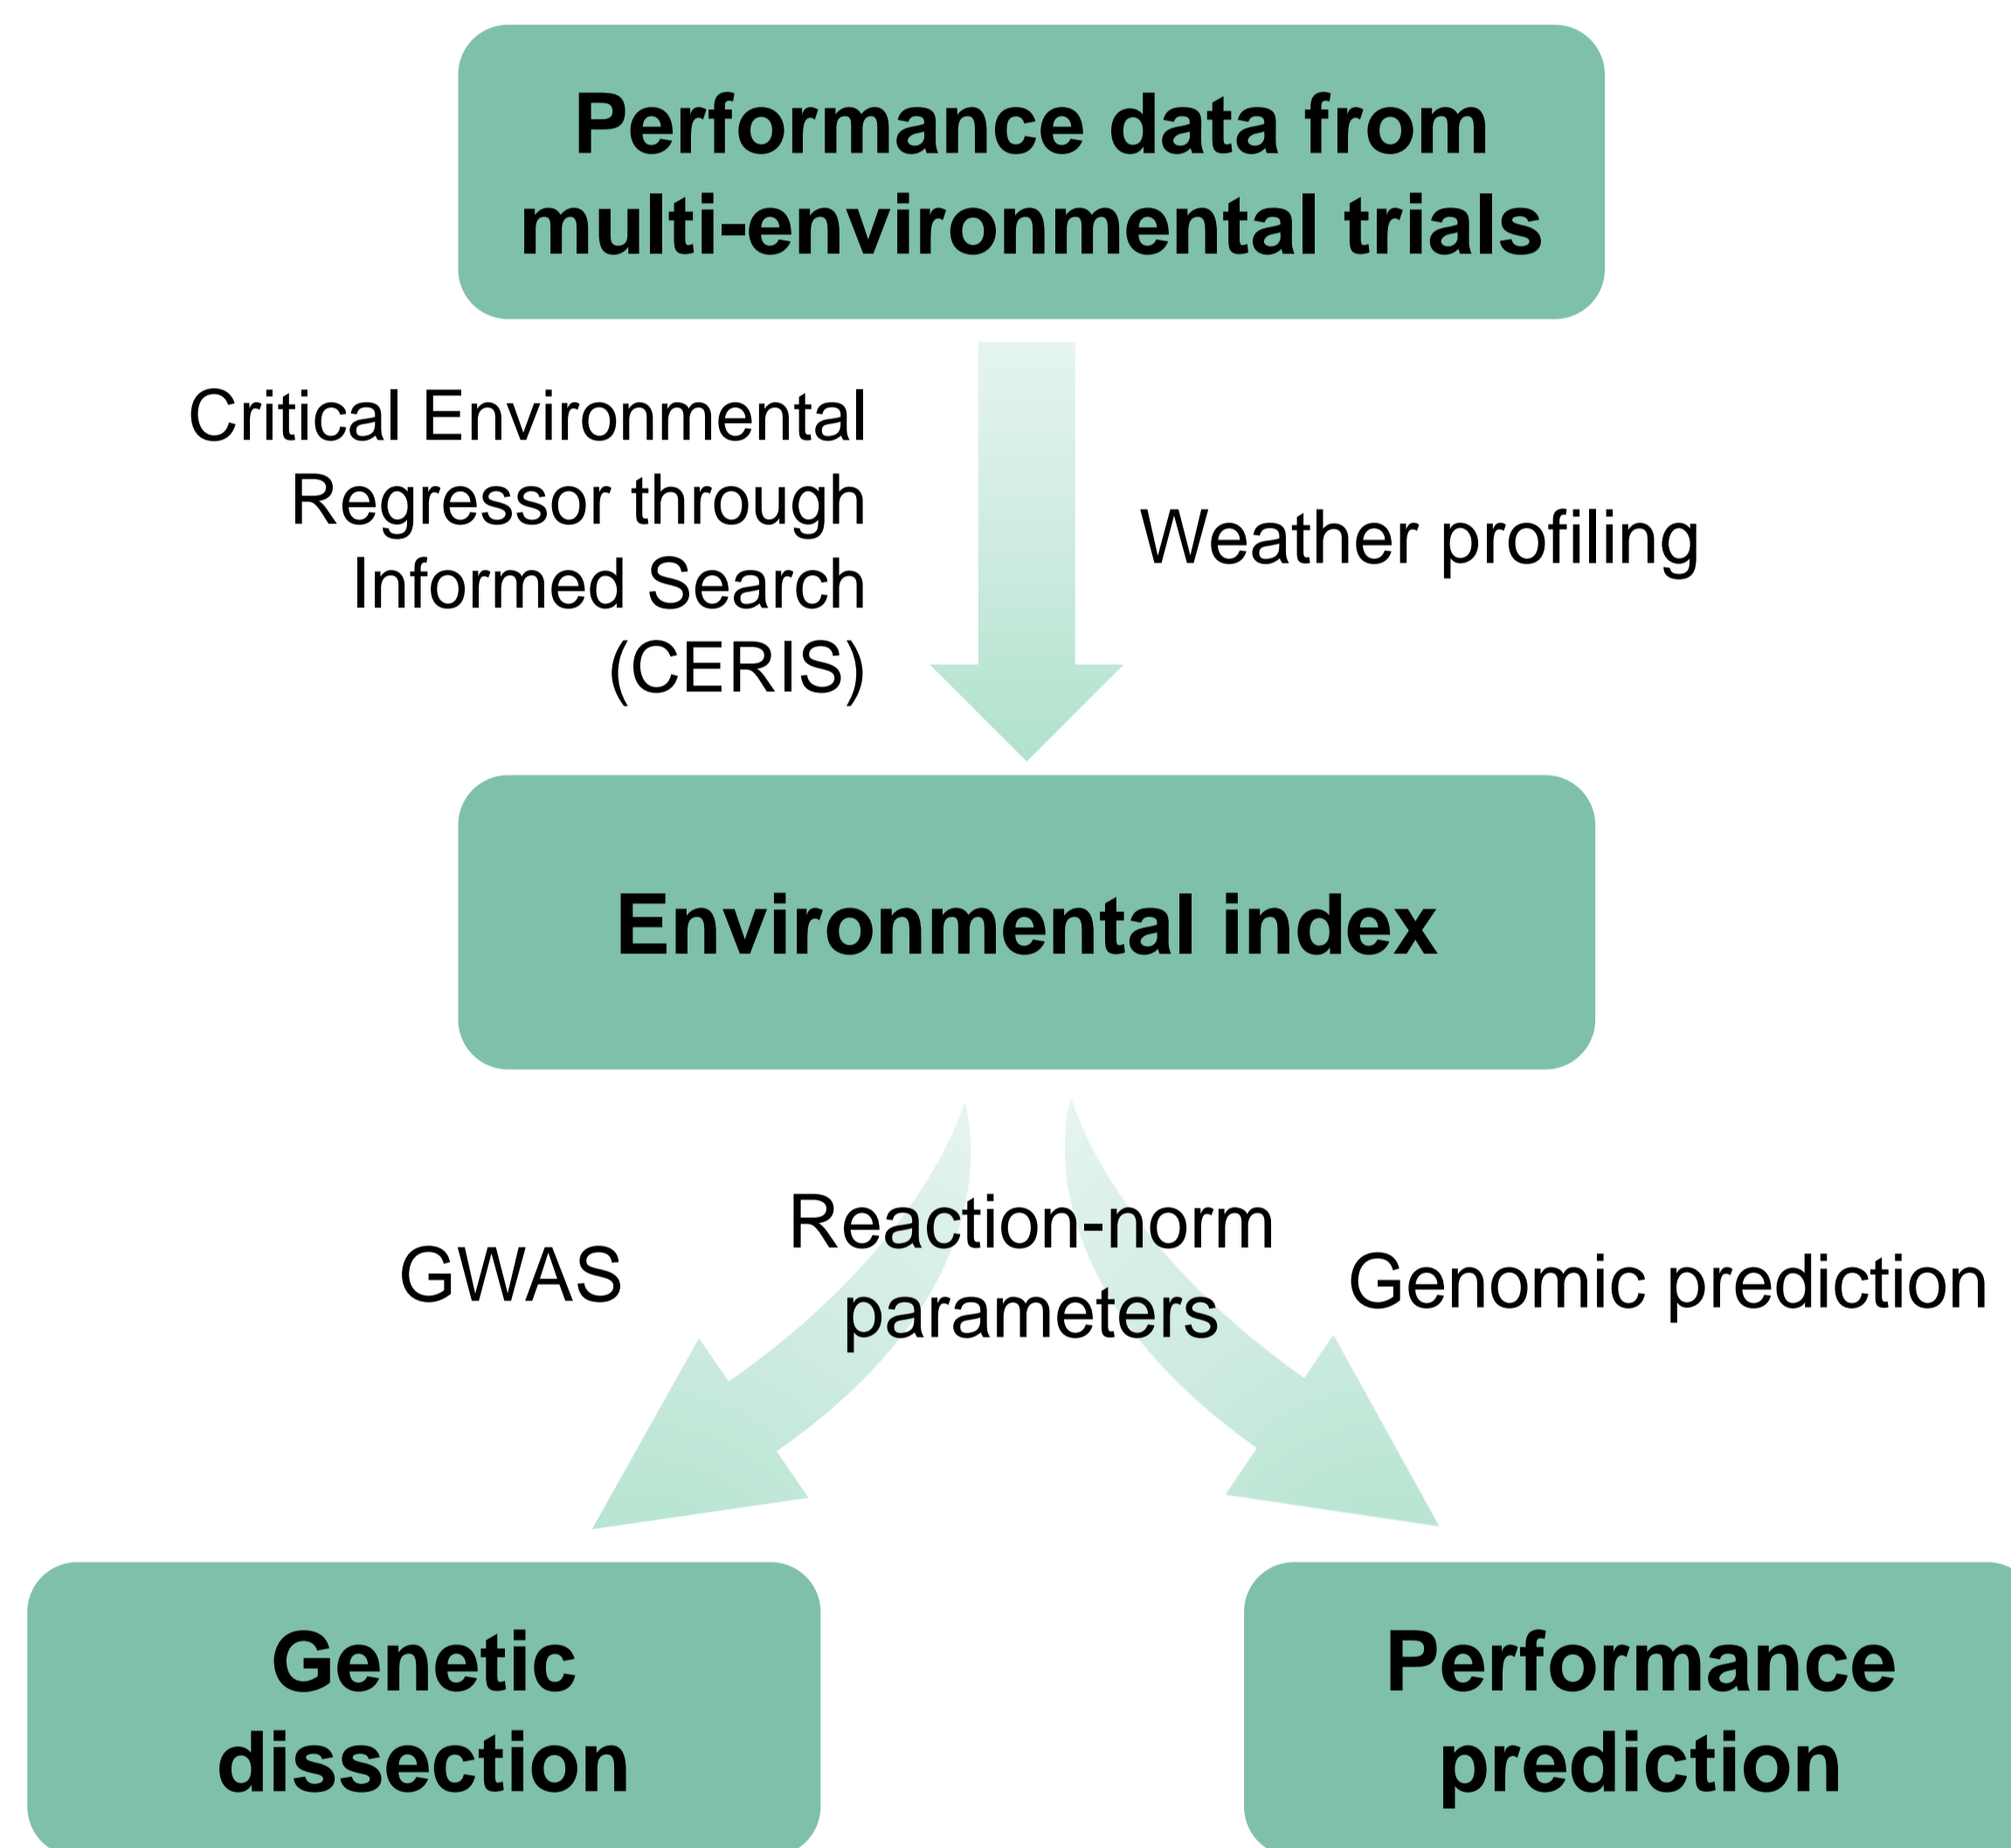 Performance data from
multi-environmental trials
Critical Environmental
Regressor through
Informed Search
(CERIS)
Weather profiling
Environmental index
GWAS
Reaction-norm
parameters
Genomic prediction
Genetic
dissection
Performance
prediction